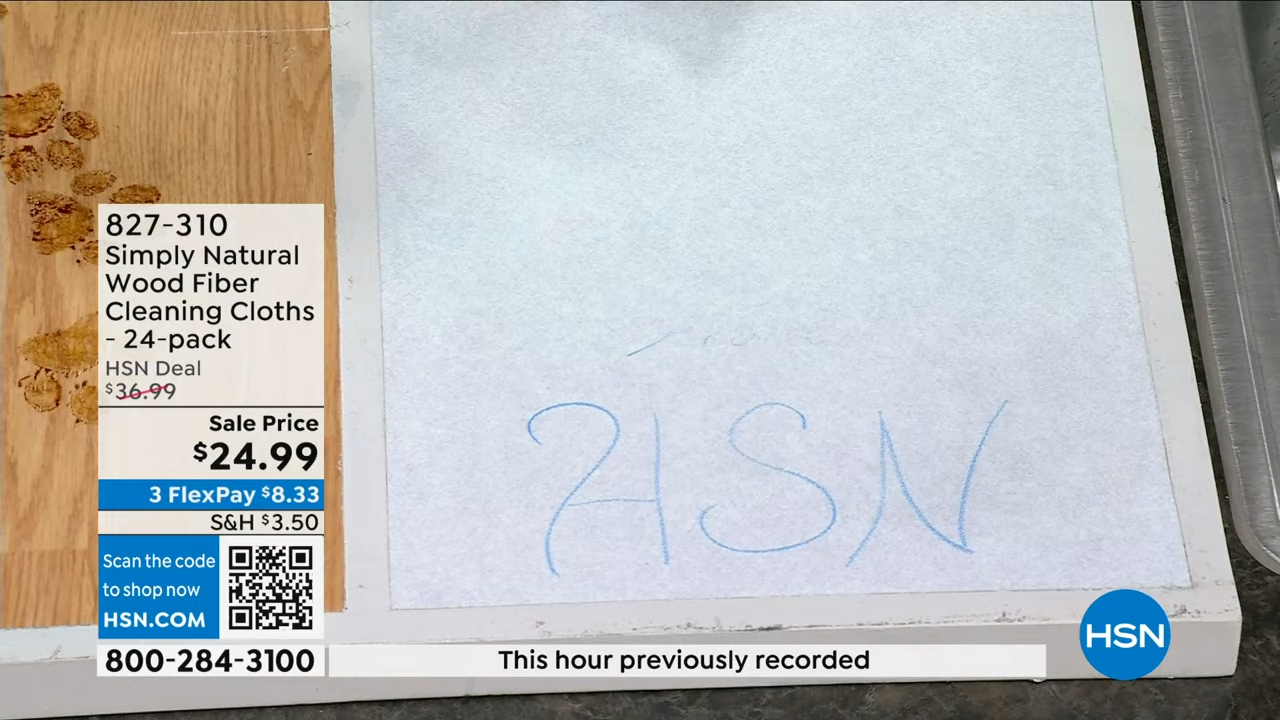 827-310
Simply Natural
Wood Fiber
Cleaning Cloths
- 24-pack
HSN Deal
$36.99
Sale Price
$24.99
3 FlexPay $8.33
S&H $3.50
Scan the code
to shop now
HSN.COM
800-284-3100
This hour previously recorded
HSN
HSN